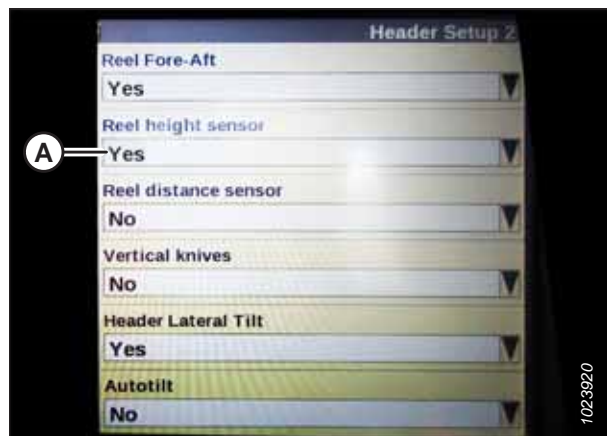 Header Setup 2
Reel Fore-Aft
Yes
Reel height sensor
A
Yes
Reel distance sensor
No
Vertical knives
No
Header Lateral Tilt
Yes
Autotilt
No
1023920